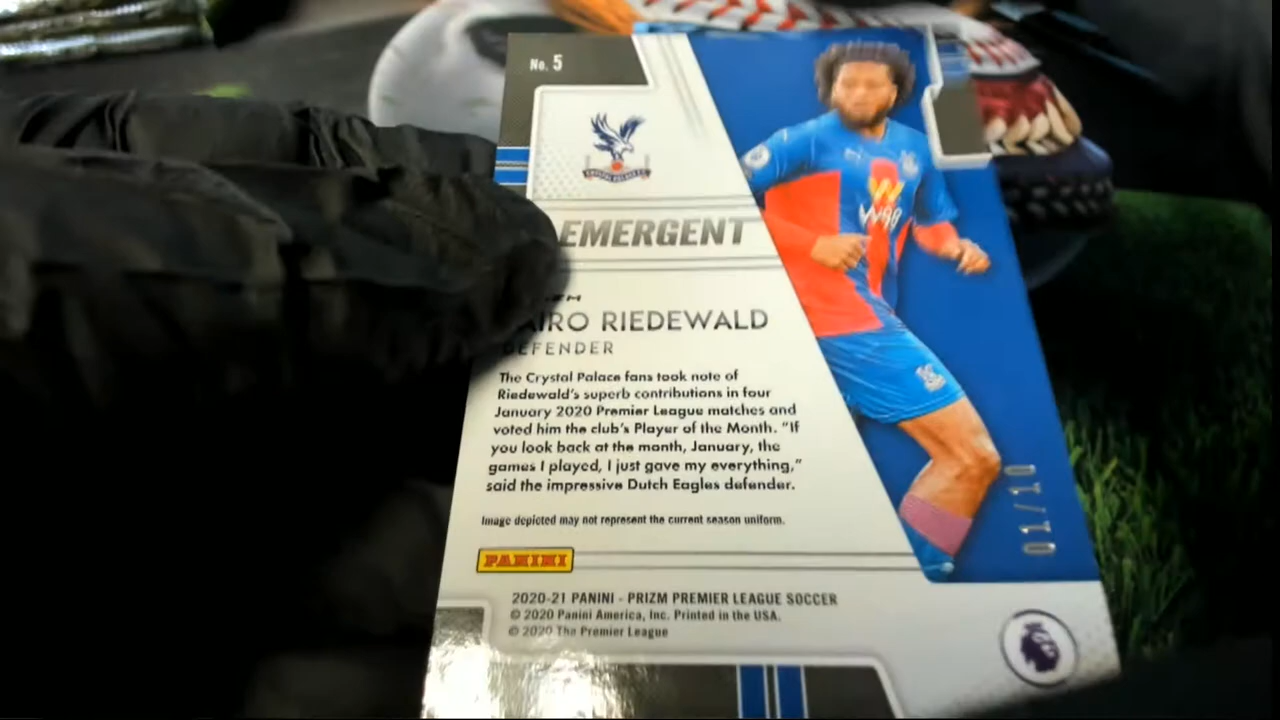 No. 5
CRYSTAL PALACE F.C.
EMERGENT
W88
AIRO RIEDEWALD
DEFENDER
The Crystal Palace fans took note of
Riedewald's superb contributions in four
January 2020 Premier League matches and
voted him the club's Player of the Month. "If
you look back at the month, January, the
games I played, I just gave my everything,"
said the impressive Dutch Eagles defender.
Image depicted may not represent the current season uniform.
01/10
PANINI
2020-21 PANINI - PRIZM PREMIER LEAGUE SOCCER
© 2020 Panini America, Inc. Printed in the USA.
© 2020 The Premier League